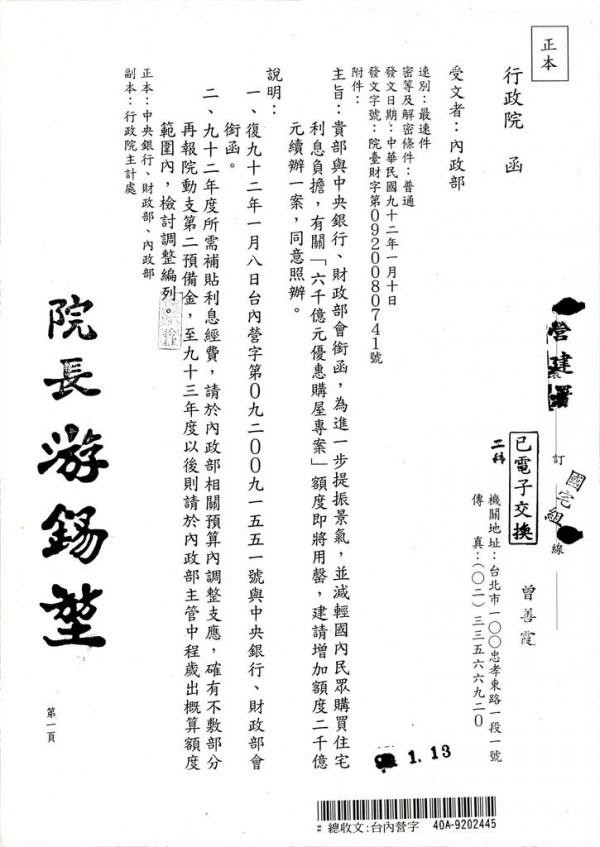 正本
行政院　函
機關地址：台北市一００忠孝東路一段一號
傳　　真：(０二)三三五六六九二０
曾善霞
已電子交換
二科
營建署
國宅組
訂
線
受文者：內政部
速別：最速件
密等及解密條件：普通
發文日期：中華民國九十二年一月十日
發文字號：院臺財字第0920080741號
附件：
主旨：貴部與中央銀行、財政部會銜函，為進一步提振景氣，並減輕國內民眾購買住宅
利息負擔，有關「六千億元優惠購屋專案」額度即將用罄，建請增加額度二千億
元續辦一案，同意照辦。
說明：
一、復九十二年一月八日台內營字第０九二００九一五五一號與中央銀行、財政部會
銜函。
二、九十二年度所需補貼利息經費，請於內政部相關預算內調整支應，確有不敷部分
再報院動支第二預備金，至九十三年度以後則請於內政部主管中程歲出概算額度
範圍內，檢討調整編列。
正本：中央銀行、財政部、內政部
副本：行政院主計處
院長游錫堃
第一頁
1.13
總收文:台內營字　40A-9202445